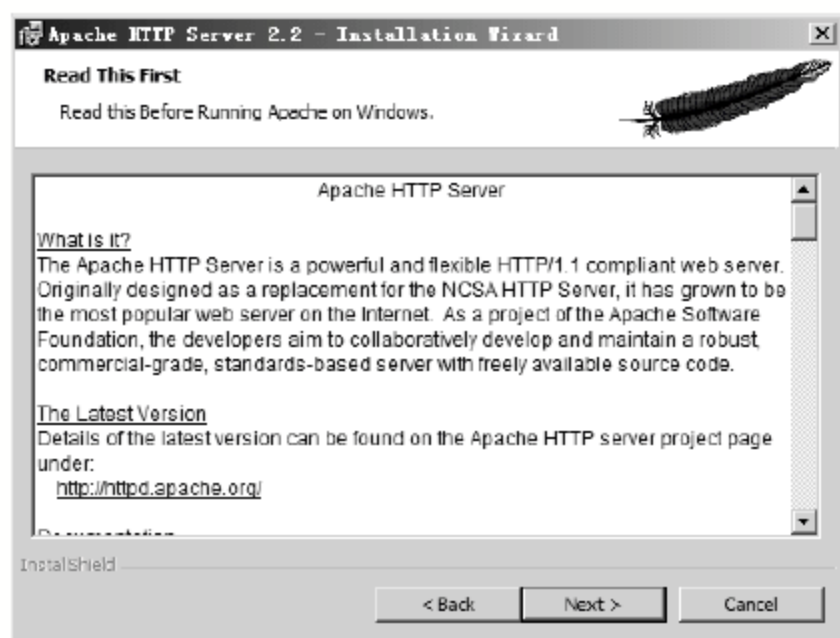 Apache HTTP Server 2.2 - Installation Wizard
Read This First
Read this Before Running Apache on Windows.
Apache HTTP Server
What is it?
The Apache HTTP Server is a powerful and flexible HTTP/1.1 compliant web server.
Originally designed as a replacement for the NCSA HTTP Server, it has grown to be
the most popular web server on the Internet. As a project of the Apache Software
Foundation, the developers aim to collaboratively develop and maintain a robust,
commercial-grade, standards-based server with freely available source code.
The Latest Version
Details of the latest version can be found on the Apache HTTP server project page
under:
http://httpd.apache.org/
InstallShield
< Back
Next >
Cancel